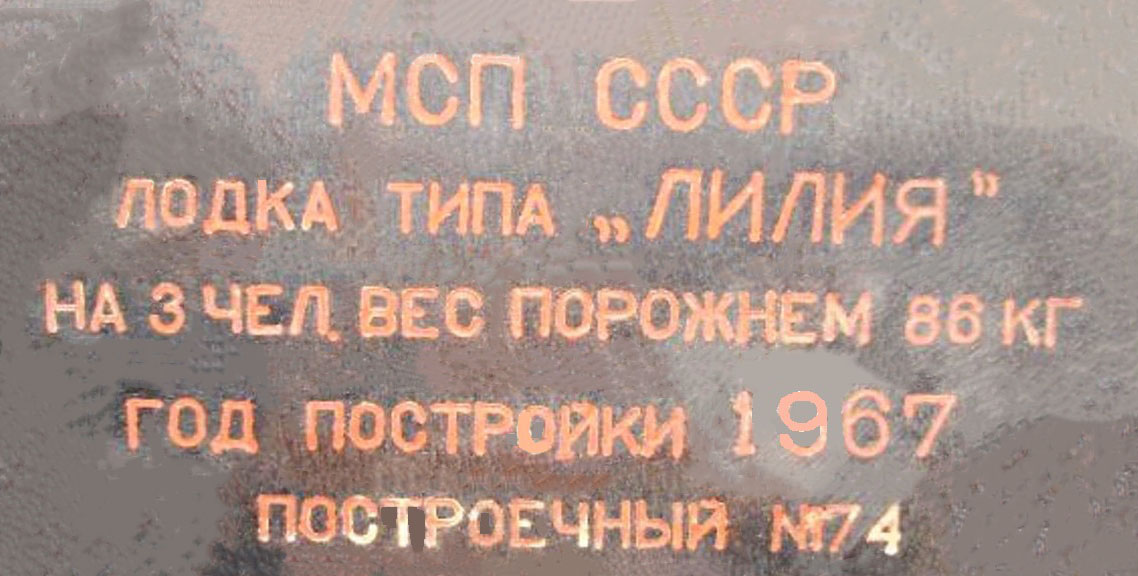 МСП СССР
ЛОДКА ТИПА „ЛИЛИЯ”
НА 3 ЧЕЛ. ВЕС ПОРОЖНЕМ 86 КГ
ГОД ПОСТРОЙКИ 1967
ПОСТРОЕЧНЫЙ №74